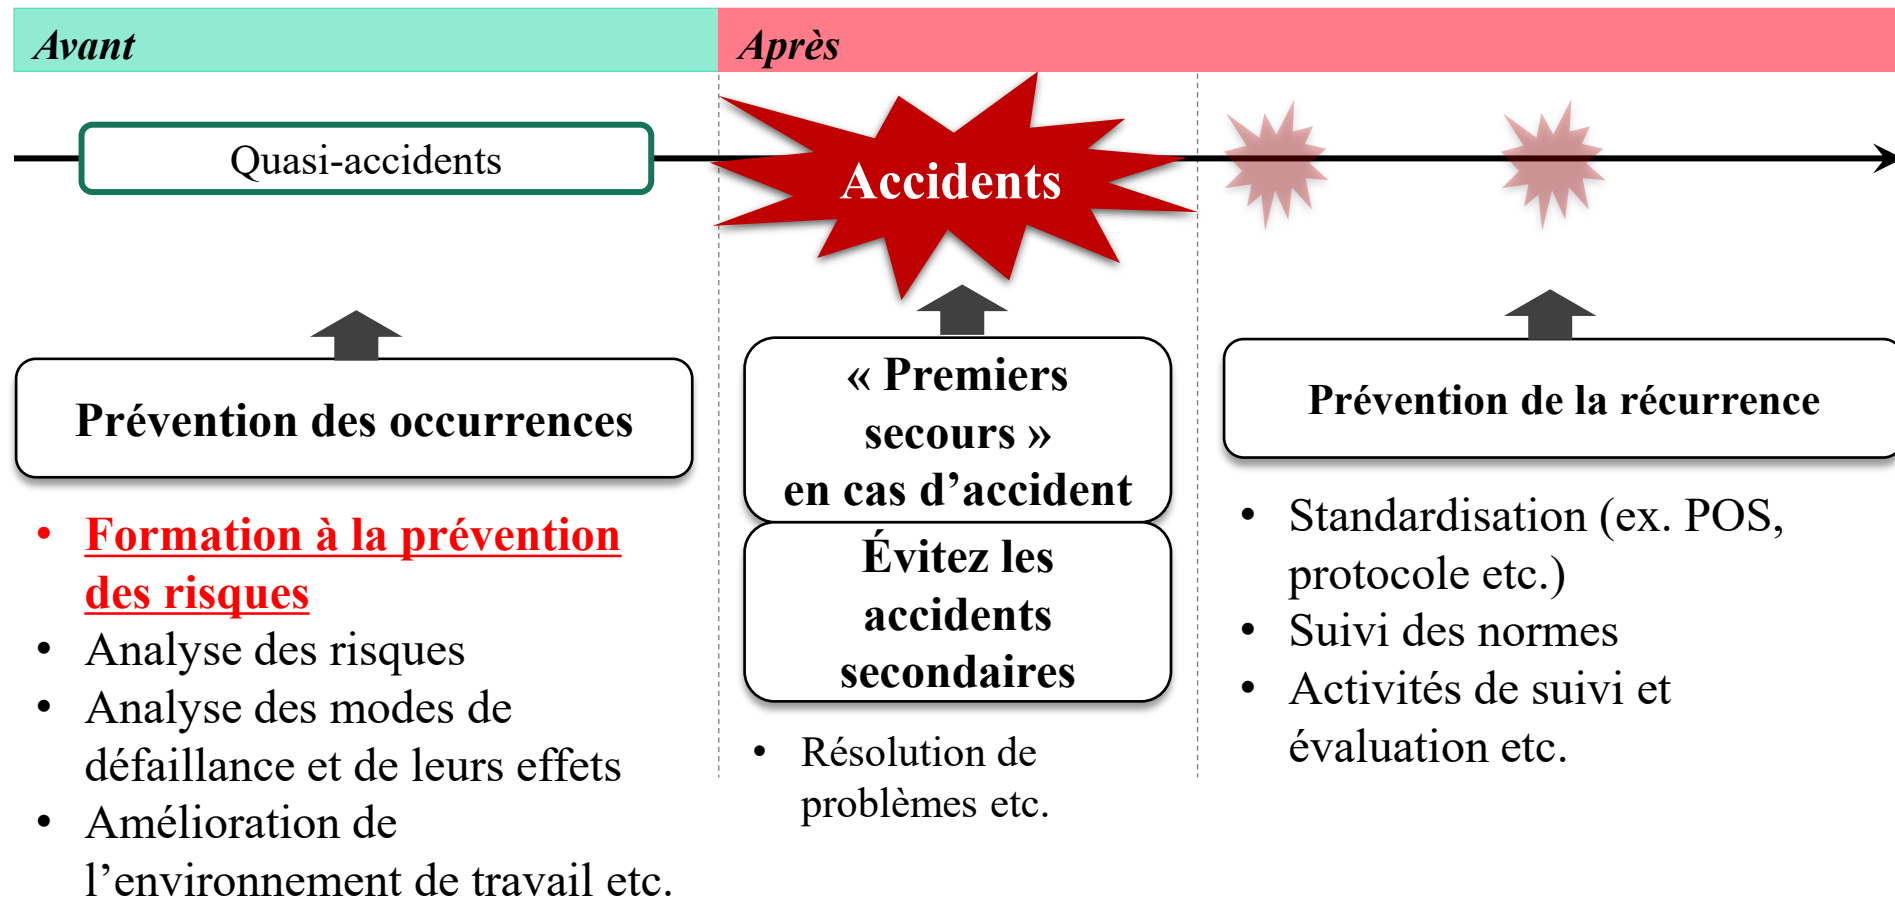 Avant
Après
Quasi-accidents
Accidents
Prévention des occurrences
• Formation à la prévention
des risques
• Analyse des risques
• Analyse des modes de
défaillance et de leurs effets
• Amélioration de
l’environnement de travail etc.
« Premiers
secours »
en cas d’accident
Évitez les
accidents
secondaires
• Résolution de
problèmes etc.
Prévention de la récurrence
• Standardisation (ex. POS,
protocole etc.)
• Suivi des normes
• Activités de suivi et
évaluation etc.